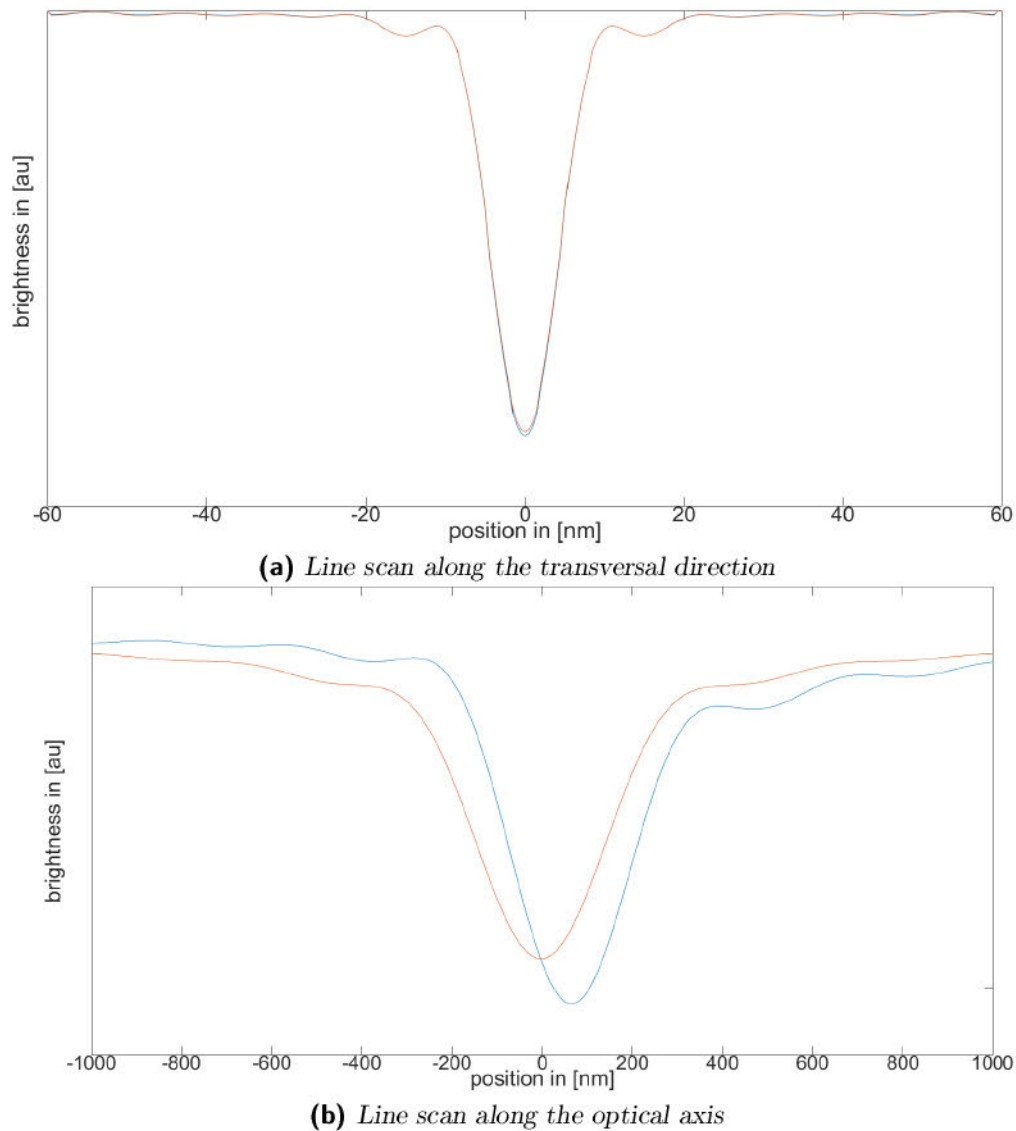 brightness in [au]
-60 -40 -20 0 20 40 60
position in [nm]
(a) Line scan along the transversal direction
brightness in [au]
-1000 -800 -600 -400 -200 0 200 400 600 800 1000
position in [nm]
(b) Line scan along the optical axis